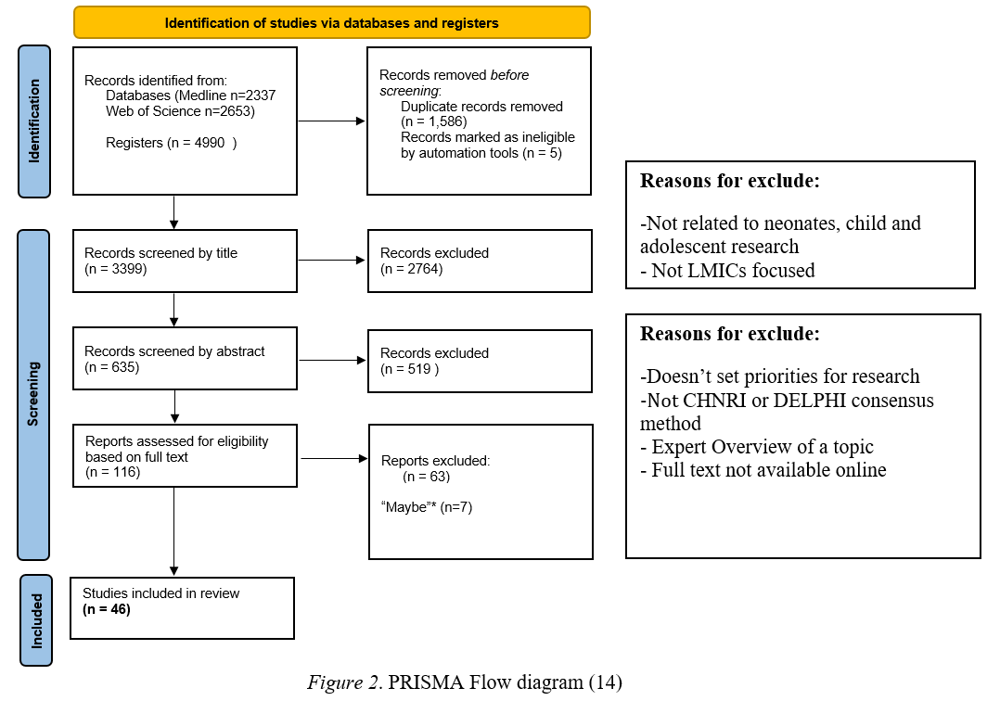 Identification of studies via databases and registers
Identification
Records identified from:
Databases (Medline n=2337
Web of Science n=2653)
Registers (n = 4990  )
Records removed before
screening:
Duplicate records removed
(n = 1,586)
Records marked as ineligible
by automation tools (n = 5)
Reasons for exclude:
-Not related to neonates, child and
adolescent research
- Not LMICs focused
Screening
Records screened by title
(n = 3399)
Records excluded
(n = 2764)
Records screened by abstract
(n = 635)
Records excluded
(n = 519 )
Reports assessed for eligibility
based on full text
(n = 116)
Reports excluded:
(n = 63)
“Maybe”* (n=7)
Reasons for exclude:
-Doesn’t set priorities for research
-Not CHNRI or DELPHI consensus
method
- Expert Overview of a topic
- Full text not available online
Included
Studies included in review
(n = 46)
Figure 2. PRISMA Flow diagram (14)